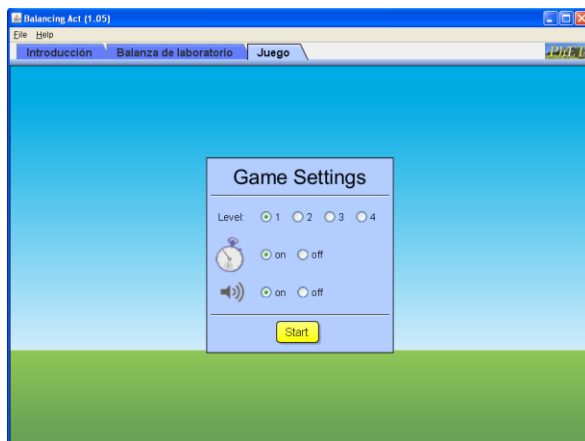 Balancing Act (1.05)
File Help
Introducción Balanza de laboratorio Juego
PhET
Game Settings
Level: 1 2 3 4
on off
on off
Start